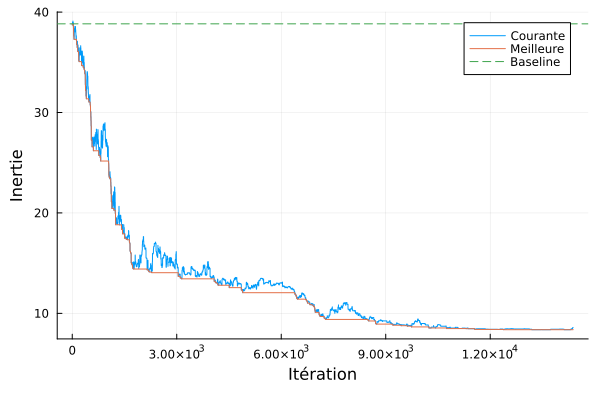 40
30
20
10
Inertie
Courante
Meilleure
Baseline
0 3.00×10³ 6.00×10³ 9.00×10³ 1.20×10⁴
Itération